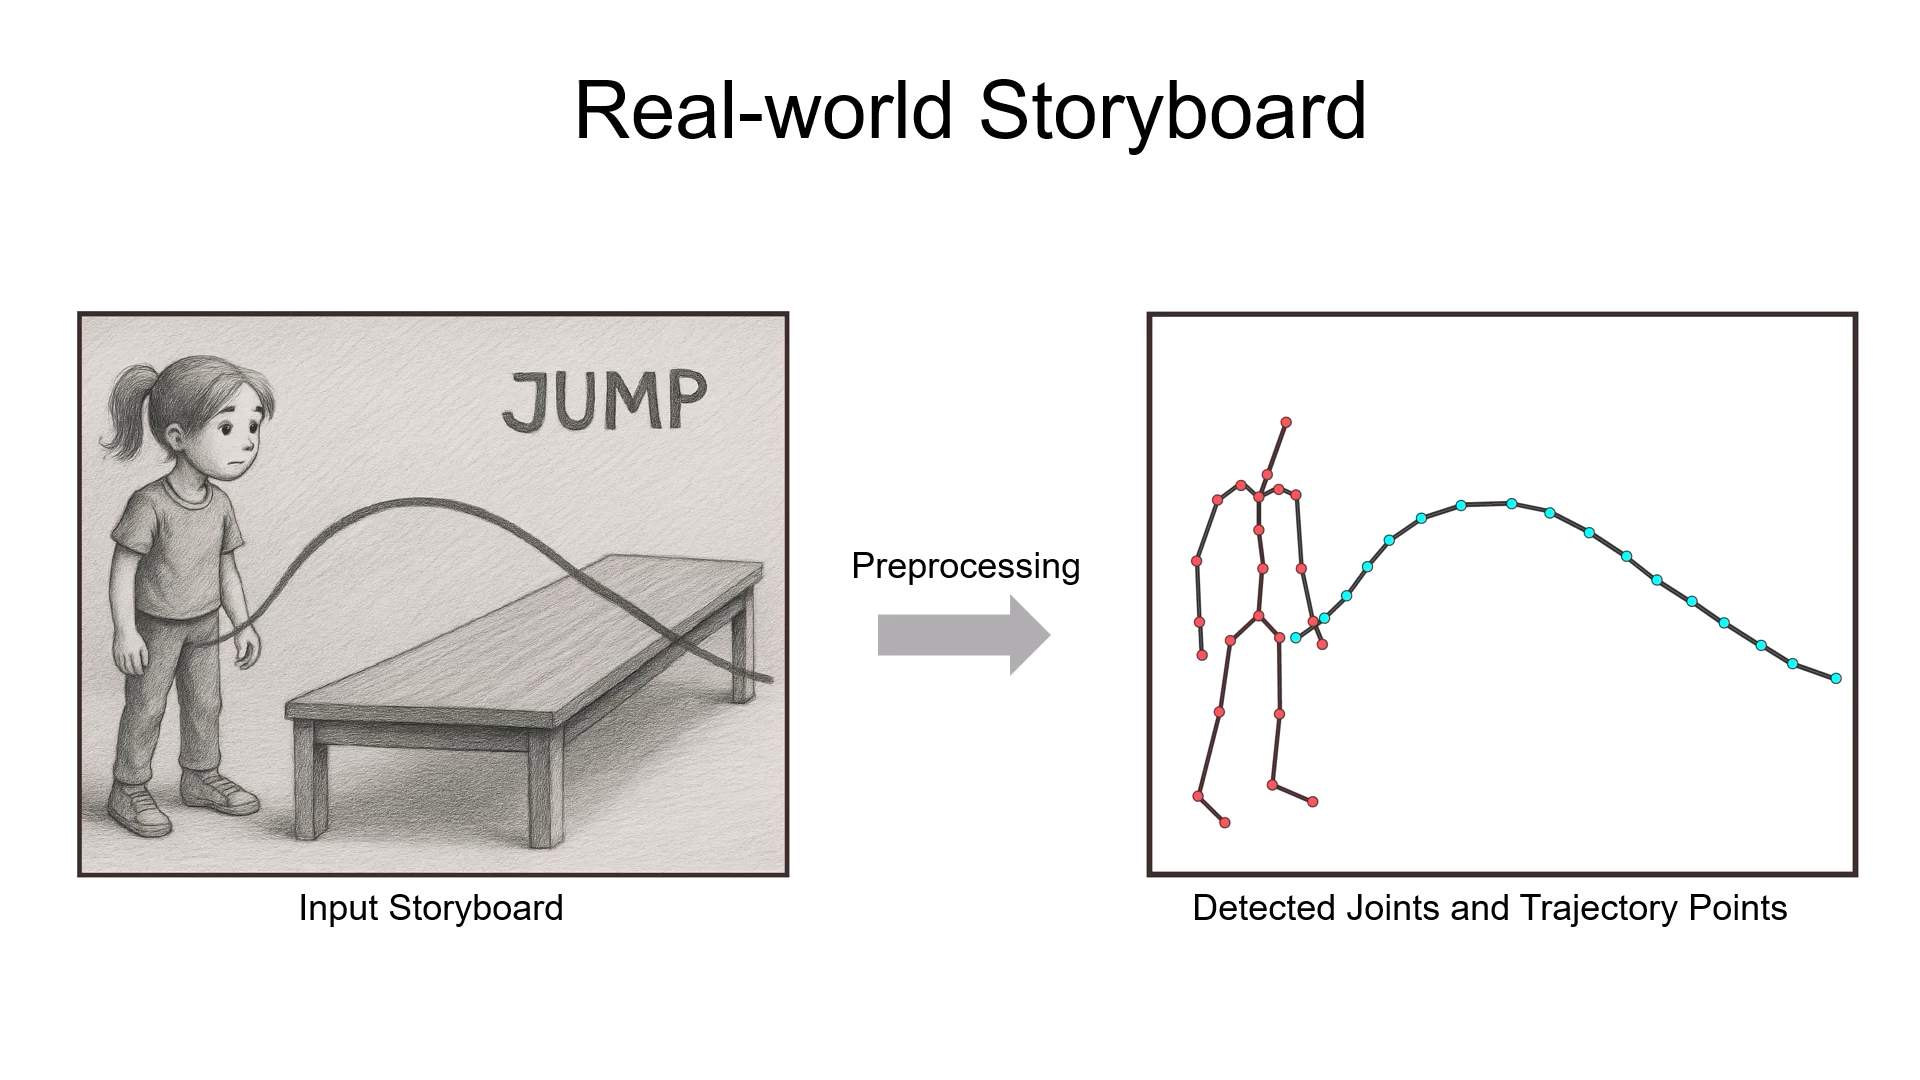 Real-world Storyboard
JUMP
Preprocessing
Input Storyboard
Detected Joints and Trajectory Points